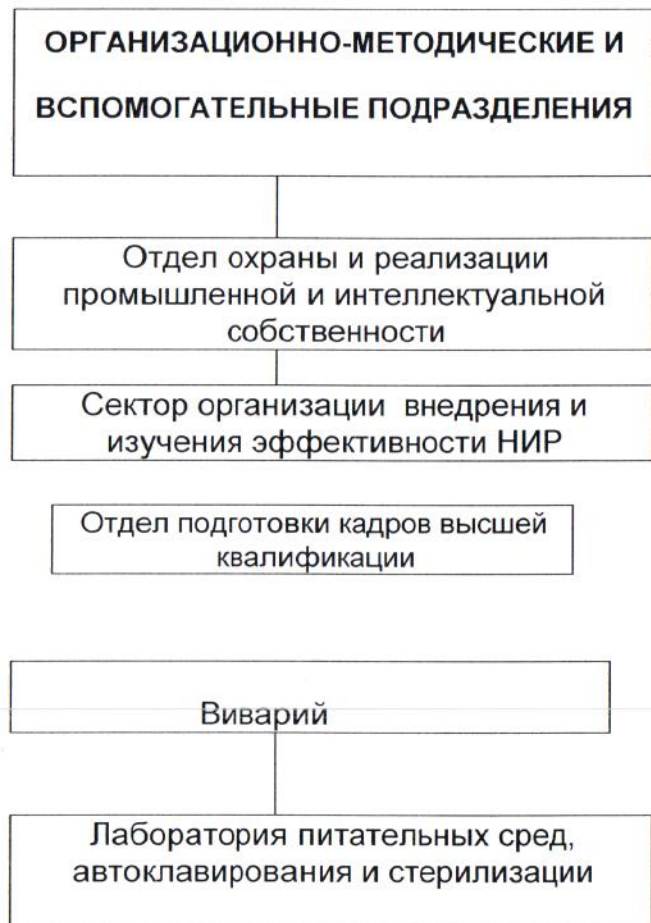 ОРГАНИЗАЦИОННО-МЕТОДИЧЕСКИЕ И
ВСПОМОГАТЕЛЬНЫЕ ПОДРАЗДЕЛЕНИЯ
Отдел охраны и реализации
промышленной и интеллектуальной
собственности
Сектор организации внедрения и
изучения эффективности НИР
Отдел подготовки кадров высшей
квалификации
Виварий
Лаборатория питательных сред,
автоклавирования и стерилизации